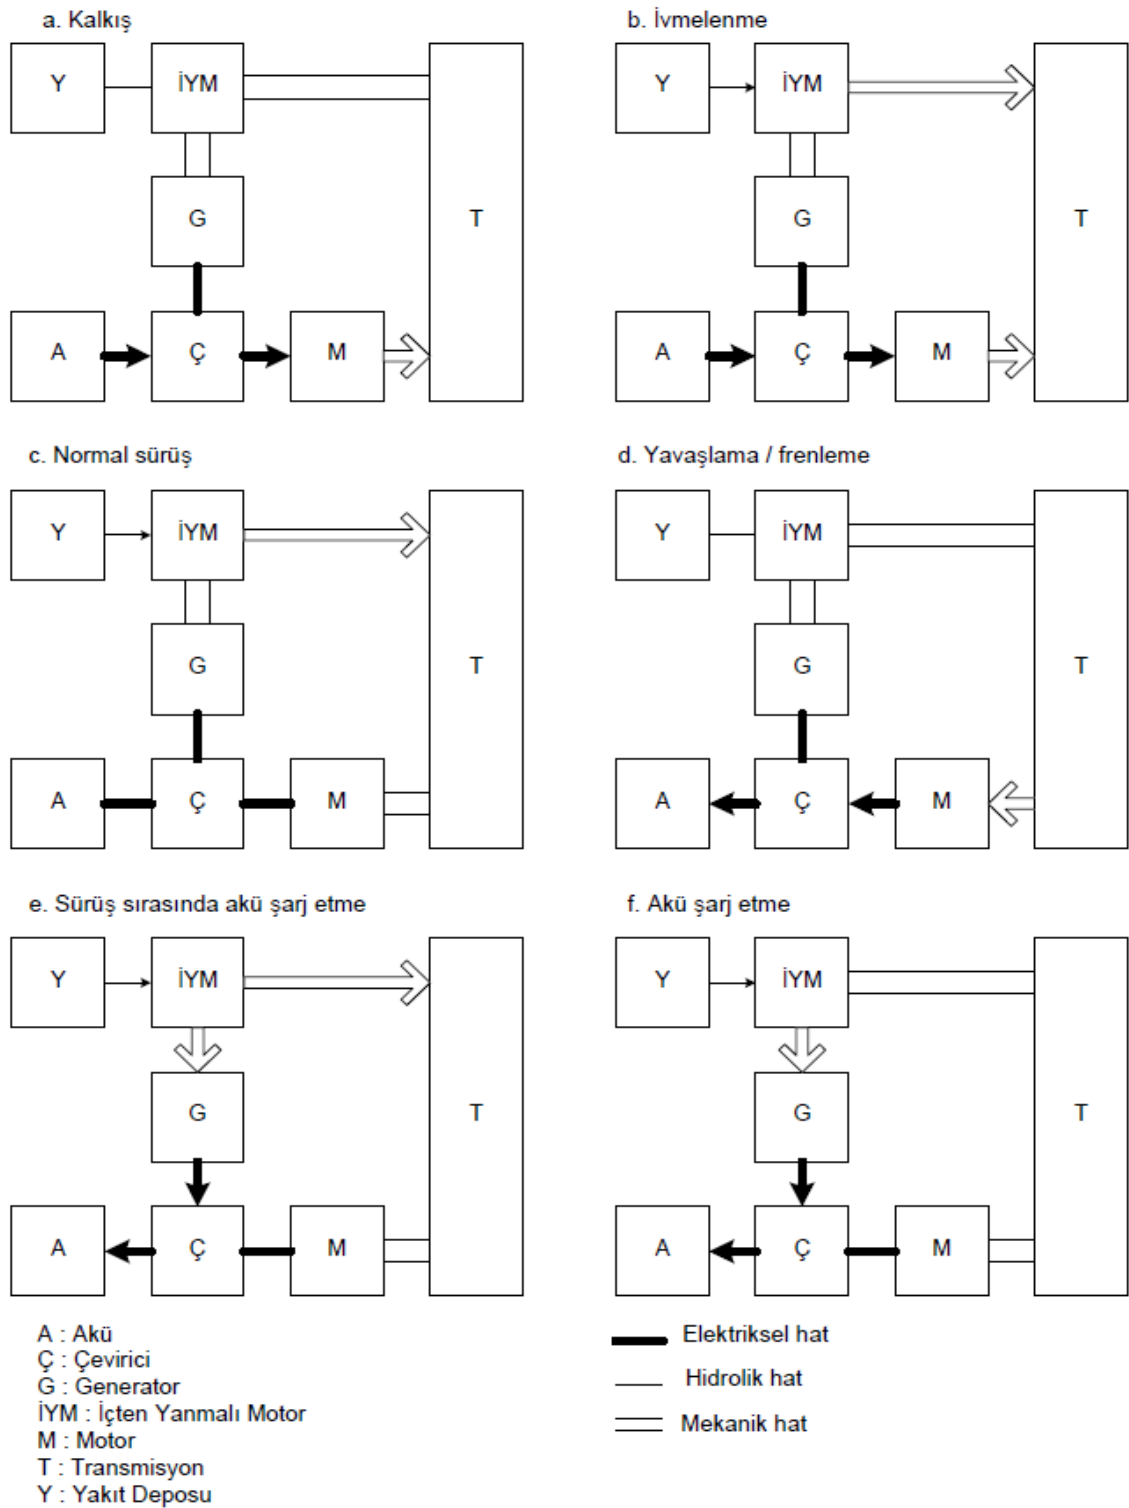 a. Kalkış
b. İvmelenme
Y
İYM
G
T
A
Ç
M
Y
İYM
G
T
A
Ç
M
c. Normal sürüş
d. Yavaşlama / frenleme
Y
İYM
G
T
A
Ç
M
Y
İYM
G
T
A
Ç
M
e. Sürüş sırasında akü şarj etme
f. Akü şarj etme
Y
İYM
G
T
A
Ç
M
Y
İYM
G
T
A
Ç
M
A : Akü
Ç : Çevirici
G : Generator
İYM : İçten Yanmalı Motor
M : Motor
T : Transmisyon
Y : Yakıt Deposu
Elektriksel hat
Hidrolik hat
Mekanik hat